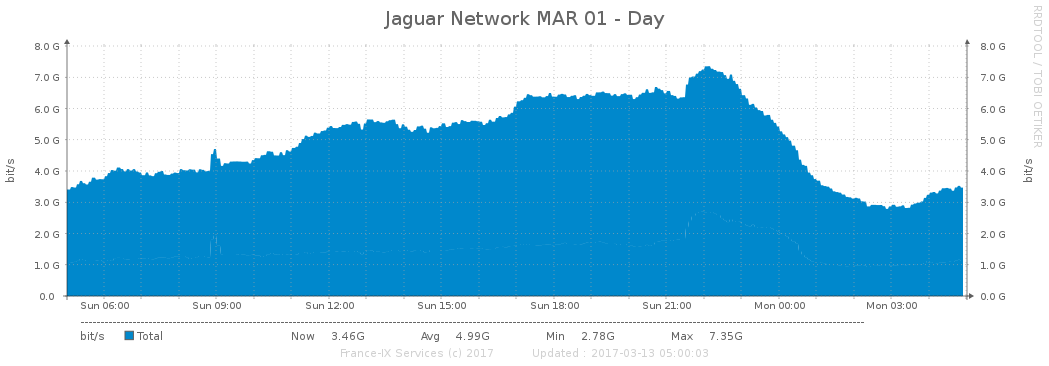 Jaguar Network MAR 01 - Day
RRDTOOL / TOBI OETIKER
bit/s
bit/s
8.0 G 8.0 G
7.0 G 7.0 G
6.0 G 6.0 G
5.0 G 5.0 G
4.0 G 4.0 G
3.0 G 3.0 G
2.0 G 2.0 G
1.0 G 1.0 G
0.0 0.0 G
Sun 06:00 Sun 09:00 Sun 12:00 Sun 15:00 Sun 18:00 Sun 21:00 Mon 00:00 Mon 03:00
bit/s Total Now 3.46G Avg 4.99G Min 2.78G Max 7.35G
France-IX Services (c) 2017 Updated : 2017-03-13 05:00:03